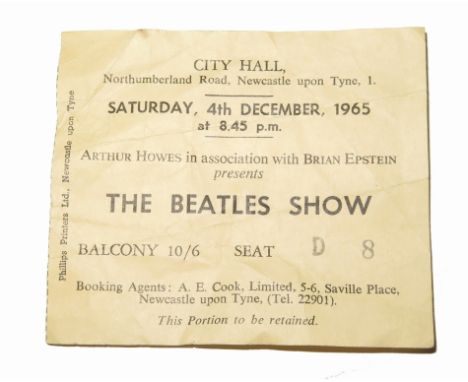 CITY HALL,
Northumberland Road, Newcastle upon Tyne, 1.
SATURDAY, 4th DECEMBER, 1965
at 8.45 p.m.
ARTHUR HOWES in association with BRIAN EPSTEIN
presents
THE BEATLES SHOW
BALCONY 10/6 SEAT D 8
Booking Agents: A. E. Cook, Limited, 5-6, Saville Place,
Newcastle upon Tyne, (Tel. 22901).
This Portion to be retained.
Phillips Printers Ltd., Newcastle upon Tyne